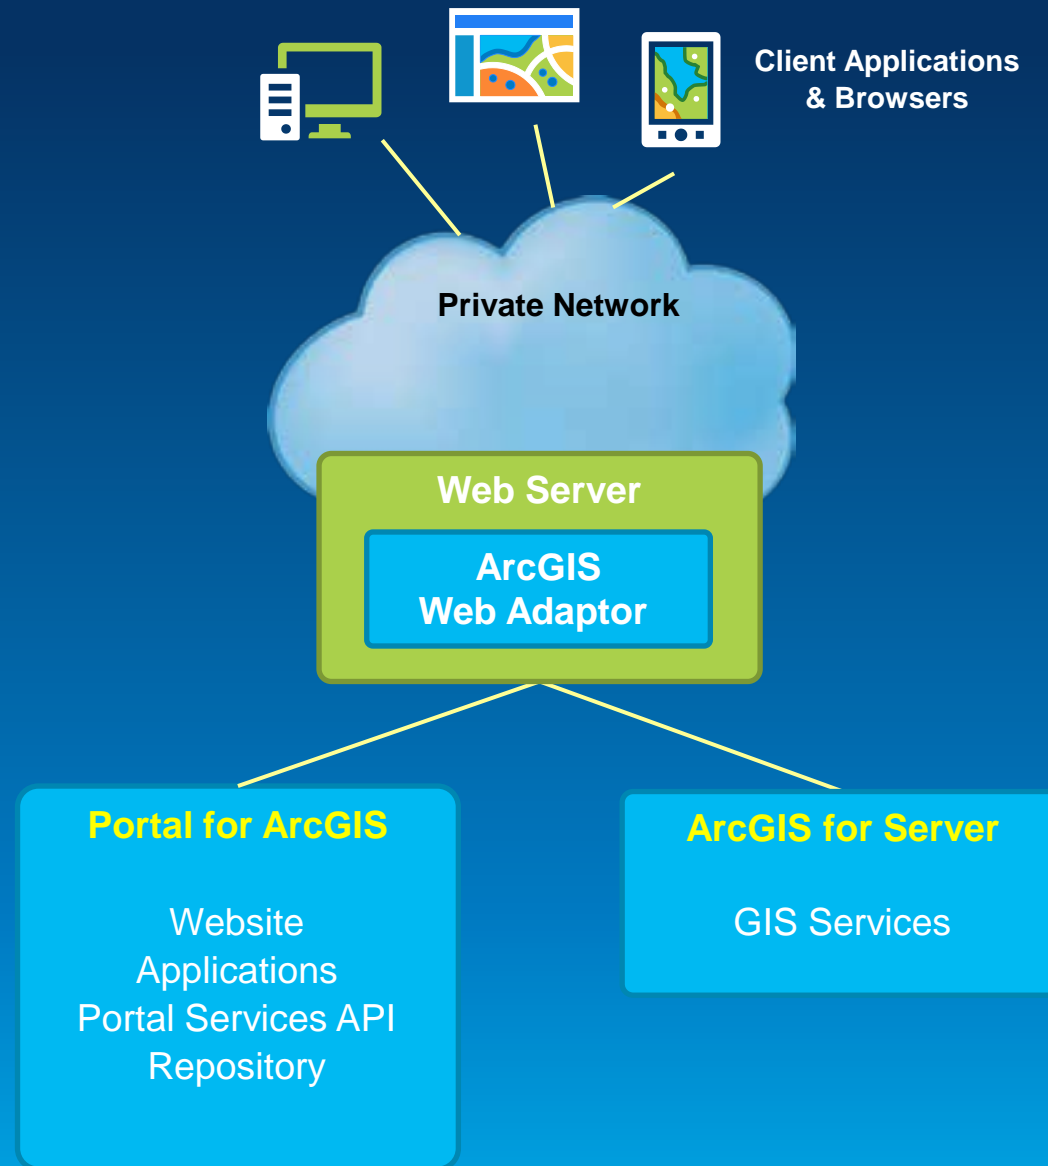 Client Applications
& Browsers
Private Network
Web Server
ArcGIS
Web Adaptor
Portal for ArcGIS
Website
Applications
Portal Services API
Repository
ArcGIS for Server
GIS Services